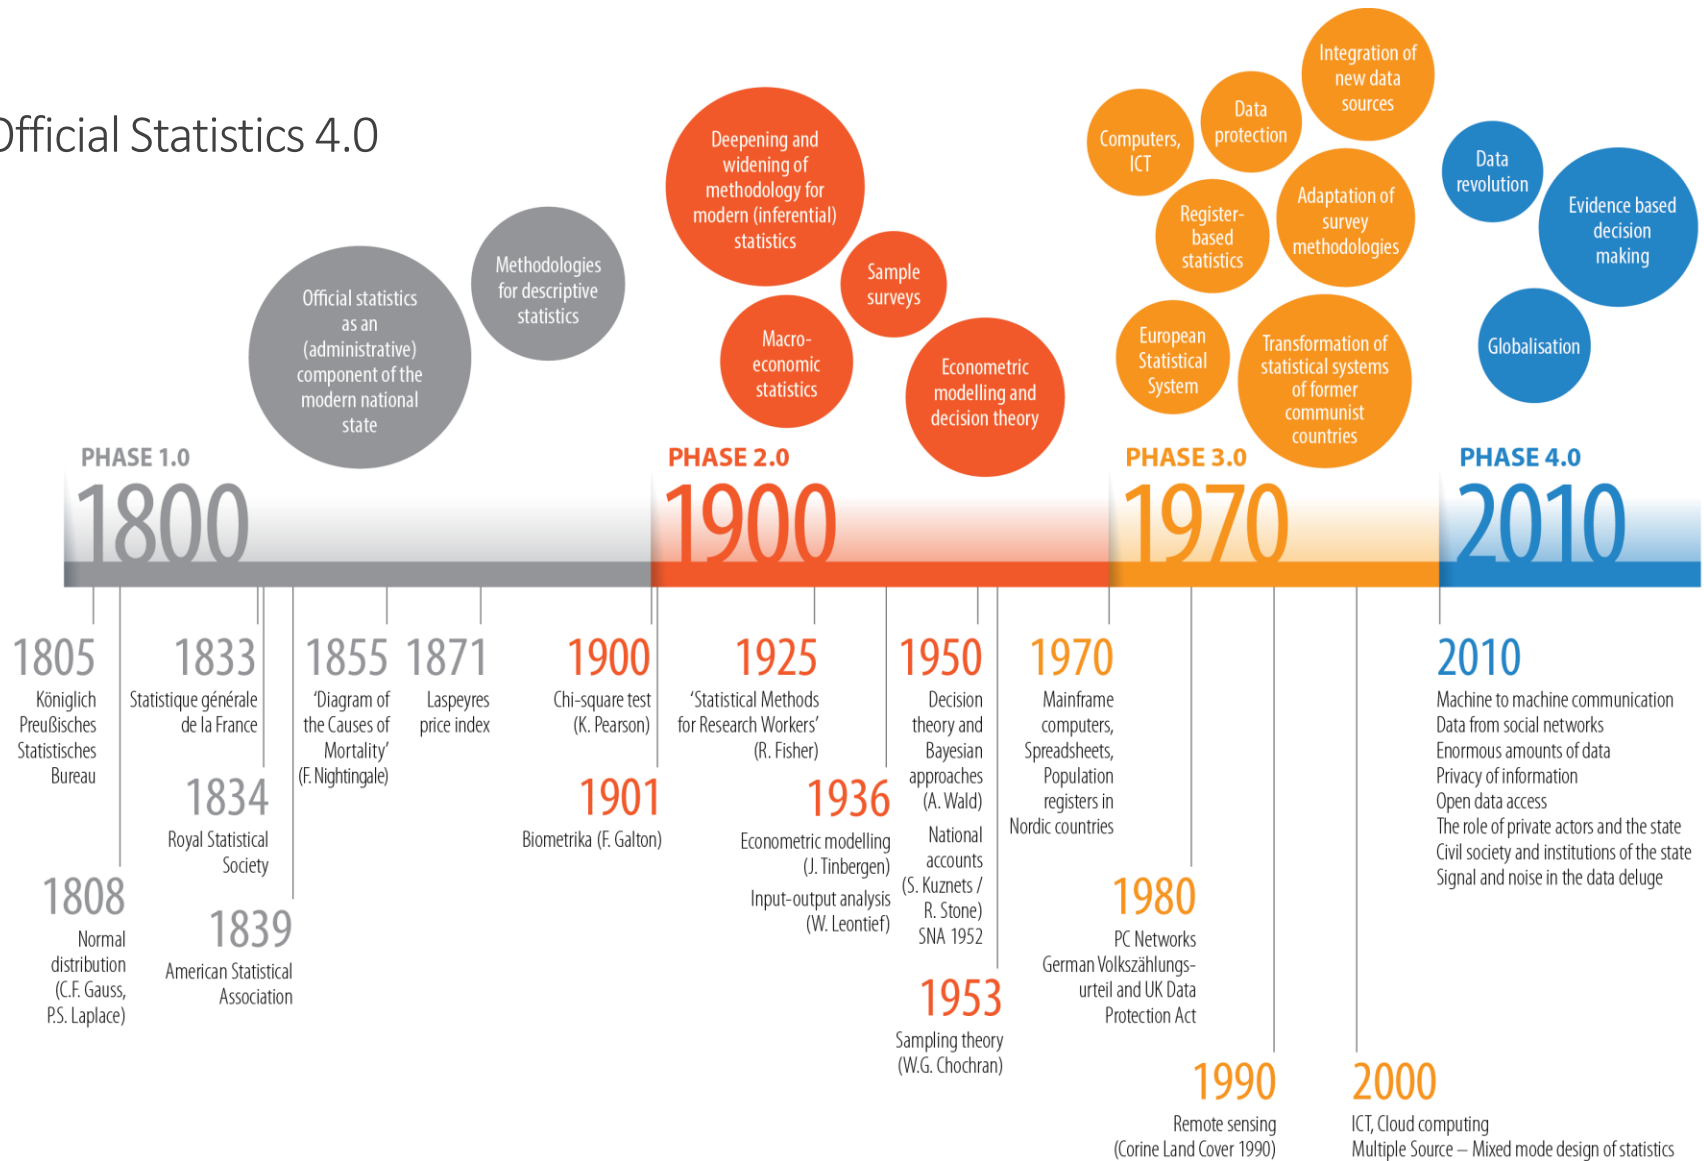 Official Statistics 4.0
Official statistics
as an
(administrative)
component of the
modern national
state
Methodologies
for descriptive
statistics
Deepening and
widening of
methodology for
modern (inferential)
statistics
Sample
surveys
Macro-
economic
statistics
Econometric
modelling and
decision theory
Computers,
ICT
Data
protection
Integration of
new data
sources
Register-
based
statistics
Adaptation of
survey
methodologies
European
Statistical
System
Transformation of
statistical systems
of former
communist
countries
Data
revolution
Evidence based
decision
making
Globalisation
PHASE 1.0
1800
PHASE 2.0
1900
PHASE 3.0
1970
PHASE 4.0
2010
1805
Königlich
Preußisches
Statistisches
Bureau
1808
Normal
distribution
(C.F. Gauss,
P.S. Laplace)
1833
Statistique générale
de la France
1834
Royal Statistical
Society
1839
American Statistical
Association
1855
‘Diagram of
the Causes of
Mortality’
(F. Nightingale)
1871
Laspeyres
price index
1900
Chi-square test
(K. Pearson)
1901
Biometrika (F. Galton)
1925
‘Statistical Methods
for Research Workers’
(R. Fisher)
1936
Econometric modelling
(J. Tinbergen)
Input-output analysis
(W. Leontief)
1950
Decision
theory and
Bayesian
approaches
(A. Wald)
National
accounts
(S. Kuznets /
R. Stone)
SNA 1952
1953
Sampling theory
(W.G. Chochran)
1970
Mainframe
computers,
Spreadsheets,
Population
registers in
Nordic countries
1980
PC Networks
German Volkszählungs-
urteil and UK Data
Protection Act
1990
Remote sensing
(Corine Land Cover 1990)
2000
ICT, Cloud computing
Multiple Source – Mixed mode design of statistics
2010
Machine to machine communication
Data from social networks
Enormous amounts of data
Privacy of information
Open data access
The role of private actors and the state
Civil society and institutions of the state
Signal and noise in the data deluge